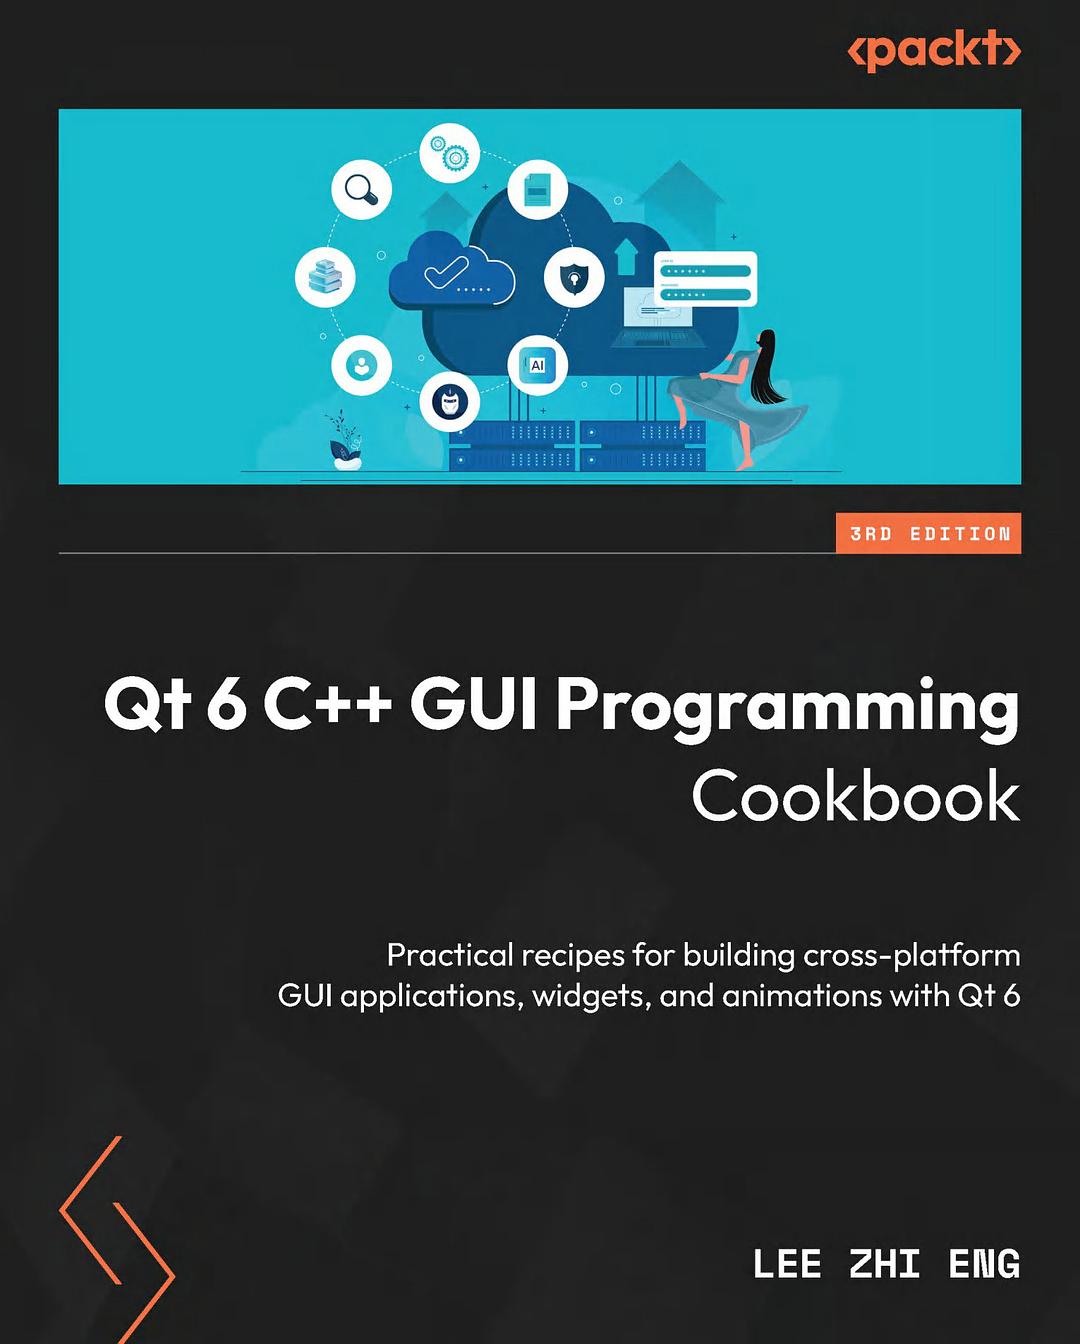 <packt>
AI
3RD EDITION
Qt 6 C++ GUI Programming
Cookbook
Practical recipes for building cross-platform
GUI applications, widgets, and animations with Qt 6
LEE ZHI ENG